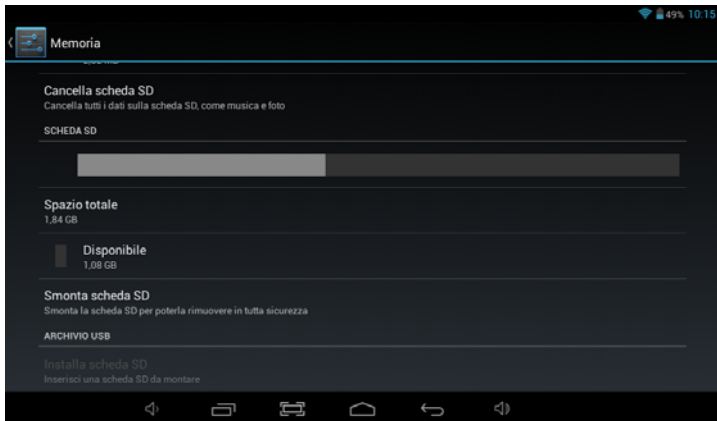 49% 10:15
Memoria
Cancella scheda SD
Cancella tutti i dati sulla scheda SD, come musica e foto
SCHEDA SD
Spazio totale
1,84 GB
Disponibile
1,08 GB
Smonta scheda SD
Smonta la scheda SD per poterla rimuovere in tutta sicurezza
ARCHIVIO USB
Installa scheda SD
Inserisci una scheda SD da montare